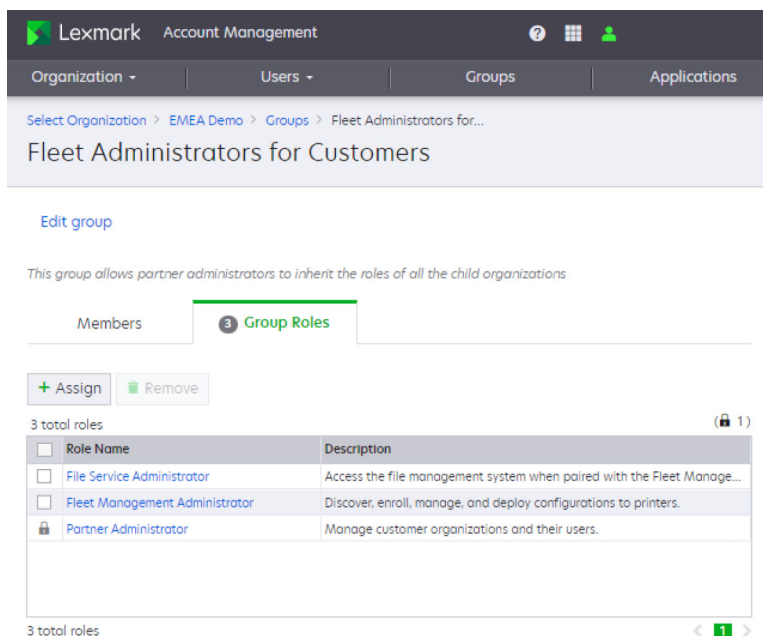 Lexmark Account Management
Organization Users Groups Applications
Select Organization > EMEA Demo > Groups > Fleet Administrators for...
Fleet Administrators for Customers
Edit group
This group allows partner administrators to inherit the roles of all the child organizations
Members 3 Group Roles
+ Assign Remove
3 total roles (1)
Role Name Description
File Service Administrator Access the file management system when paired with the Fleet Manage...
Fleet Management Administrator Discover, enroll, manage, and deploy configurations to printers.
Partner Administrator Manage customer organizations and their users.
3 total roles < 1 >